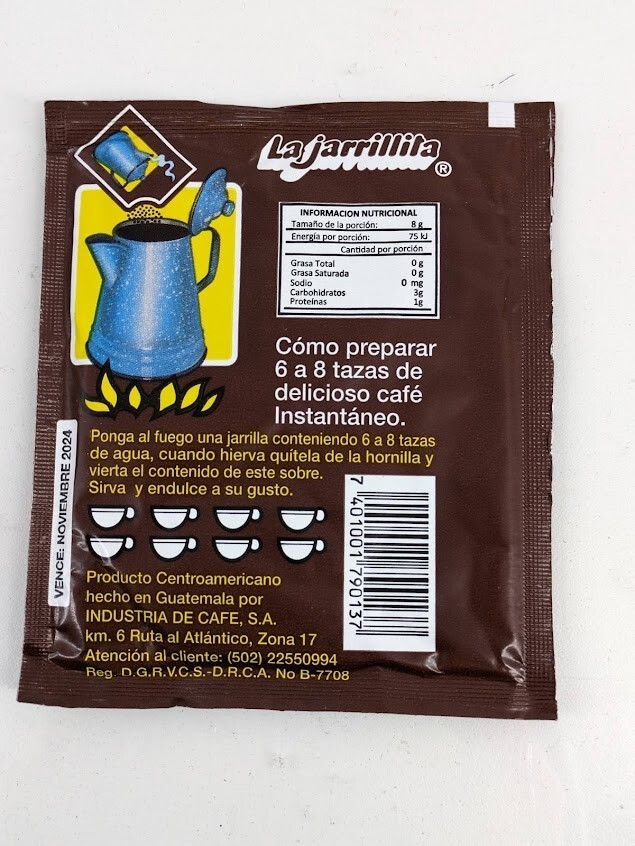 La jarrillita ®
INFORMACION NUTRICIONAL
Tamaño de la porción: 8 g
Energía por porción: 75 kJ
Cantidad por porción
Grasa Total 0 g
Grasa Saturada 0 g
Sodio 0 mg
Carbohidratos 3g
Proteínas 1g
Cómo preparar
6 a 8 tazas de
delicioso café
Instantáneo.
Ponga al fuego una jarrilla conteniendo 6 a 8 tazas
de agua, cuando hierva quítela de la hornilla y
vierta el contenido de este sobre.
Sirva y endulce a su gusto.
VENCE: NOVIEMBRE 2024
7 401001 790137
Producto Centroamericano
hecho en Guatemala por
INDUSTRIA DE CAFE, S.A.
km. 6 Ruta al Atlántico, Zona 17
Atención al cliente: (502) 22550994
Reg. D.G.R.V.C.S.-D.R.C.A. No B-7708